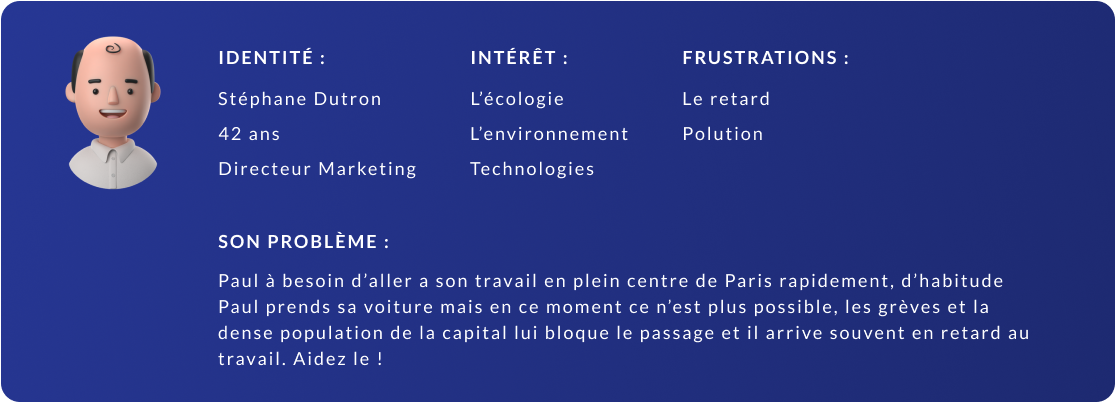 IDENTITÉ :
Stéphane Dutron
42 ans
Directeur Marketing
INTÉRÊT :
L’écologie
L’environnement
Technologies
FRUSTRATIONS :
Le retard
Polution
SON PROBLÈME :
Paul à besoin d’aller a son travail en plein centre de Paris rapidement, d’habitude
Paul prends sa voiture mais en ce moment ce n’est plus possible, les grèves et la
dense population de la capital lui bloque le passage et il arrive souvent en retard au
travail. Aidez le !